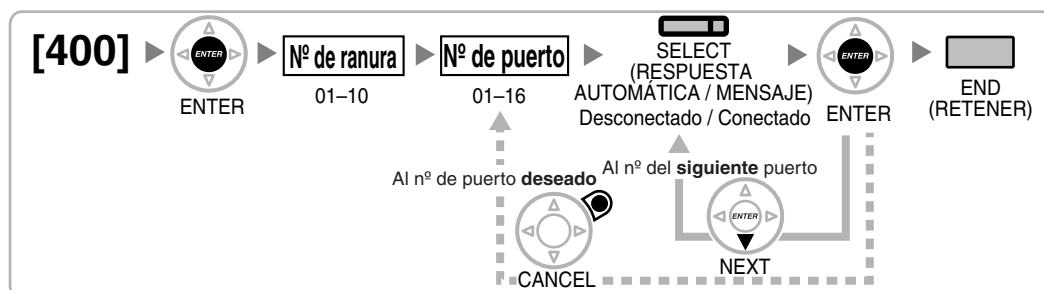 [400]
ENTER
ENTER
Nº de ranura
01–10
Nº de puerto
01–16
SELECT
(RESPUESTA
AUTOMÁTICA / MENSAJE)
Desconectado / Conectado
ENTER
ENTER
END
(RETENER)
Al nº de puerto deseado
CANCEL
Al nº del siguiente puerto
ENTER
NEXT